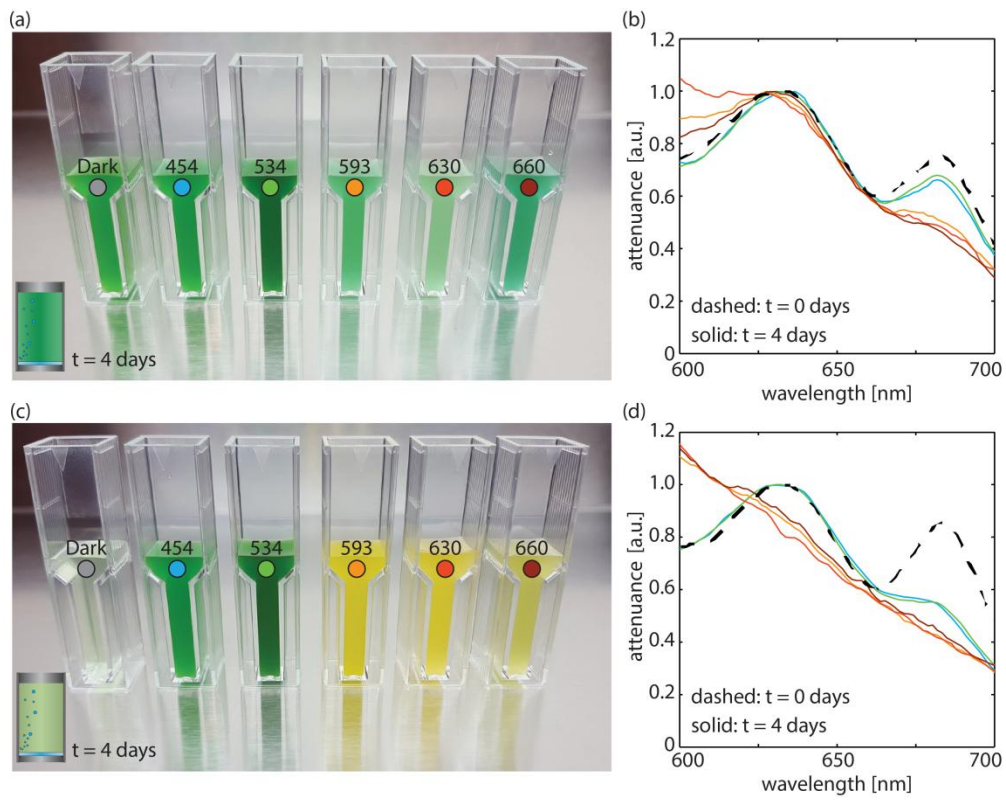 (a)
Dark
454
534
593
630
660
t = 4 days
(b)
1.2
1.0
0.8
0.6
0.4
0.2
0
600
650
700
attenuance [a.u.]
wavelength [nm]
dashed: t = 0 days
solid: t = 4 days
(c)
Dark
454
534
593
630
660
t = 4 days
(d)
1.2
1.0
0.8
0.6
0.4
0.2
0
600
650
700
attenuance [a.u.]
wavelength [nm]
dashed: t = 0 days
solid: t = 4 days